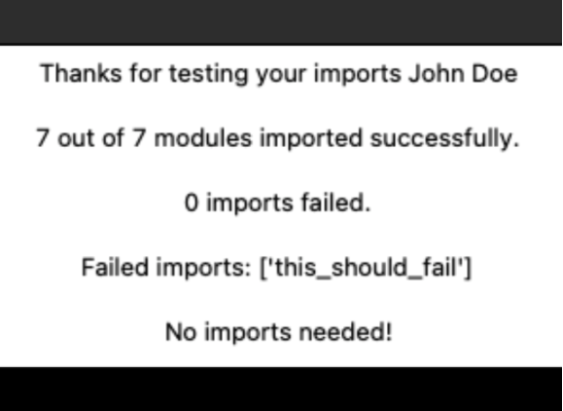 Thanks for testing your imports John Doe
7 out of 7 modules imported successfully.
0 imports failed.
Failed imports: ['this_should_fail']
No imports needed!